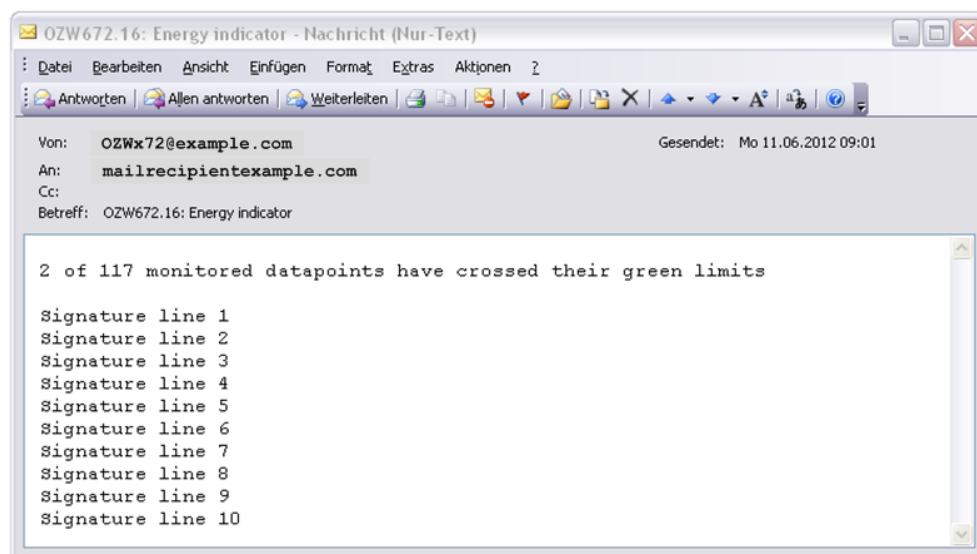 OZW672.16: Energy indicator - Nachricht (Nur-Text)
Datei Bearbeiten Ansicht Einfügen Format Extras Aktionen ?
Antworten Allen antworten Weiterleiten
Von: OZWx72@example.com Gesendet: Mo 11.06.2012 09:01
An: mailrecipientexample.com
Cc:
Betreff: OZW672.16: Energy indicator
2 of 117 monitored datapoints have crossed their green limits
Signature line 1
Signature line 2
Signature line 3
Signature line 4
Signature line 5
Signature line 6
Signature line 7
Signature line 8
Signature line 9
Signature line 10